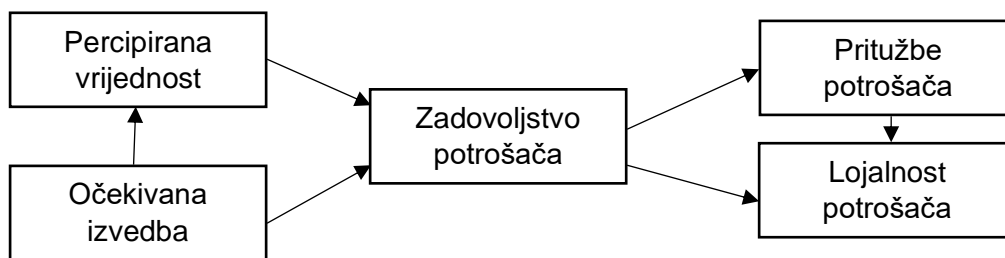 Percipirana
vrijednost
Očekivana
izvedba
Zadovoljstvo
potrošača
Pritužbe
potrošača
Lojalnost
potrošača